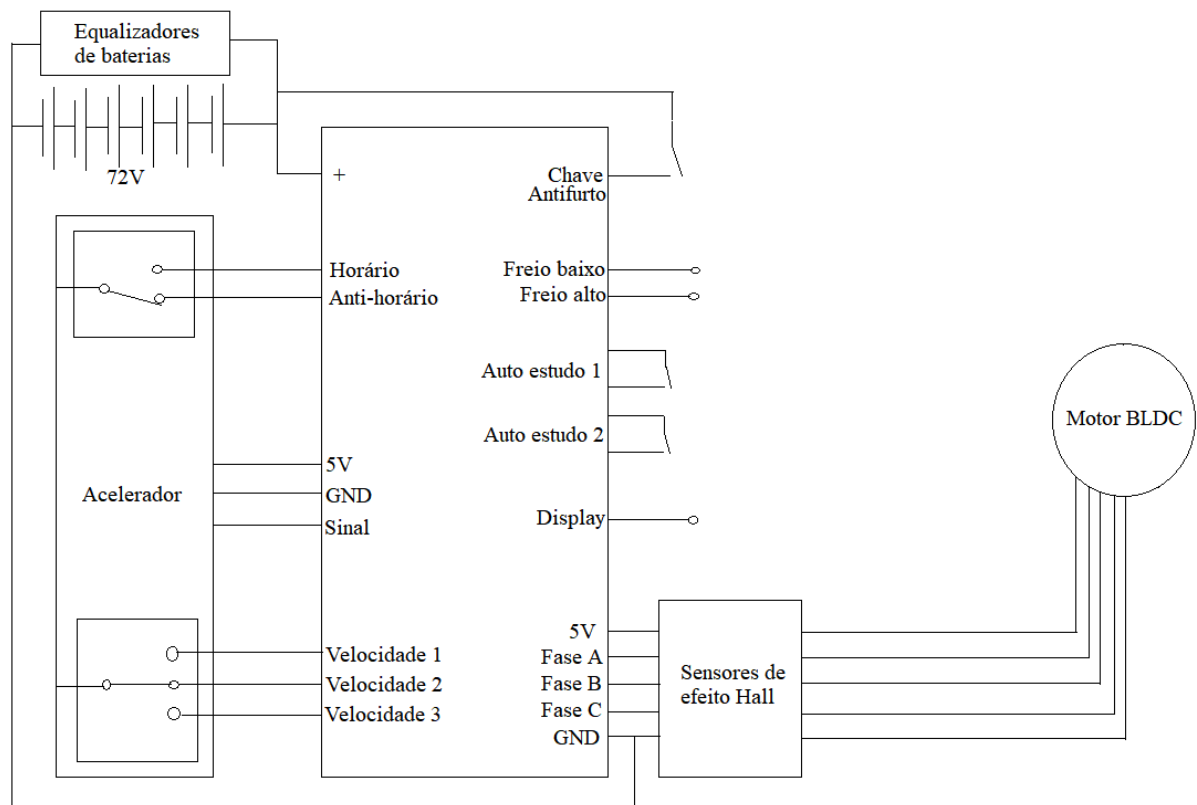 Equalizadores
de baterias
72V
+
Chave
Antifurto
Horário
Anti-horário
Freio baixo
Freio alto
Auto estudo 1
Auto estudo 2
Acelerador
5V
GND
Sinal
Display
Motor BLDC
Velocidade 1
Velocidade 2
Velocidade 3
5V
Fase A
Fase B
Fase C
GND
Sensores de
efeito Hall